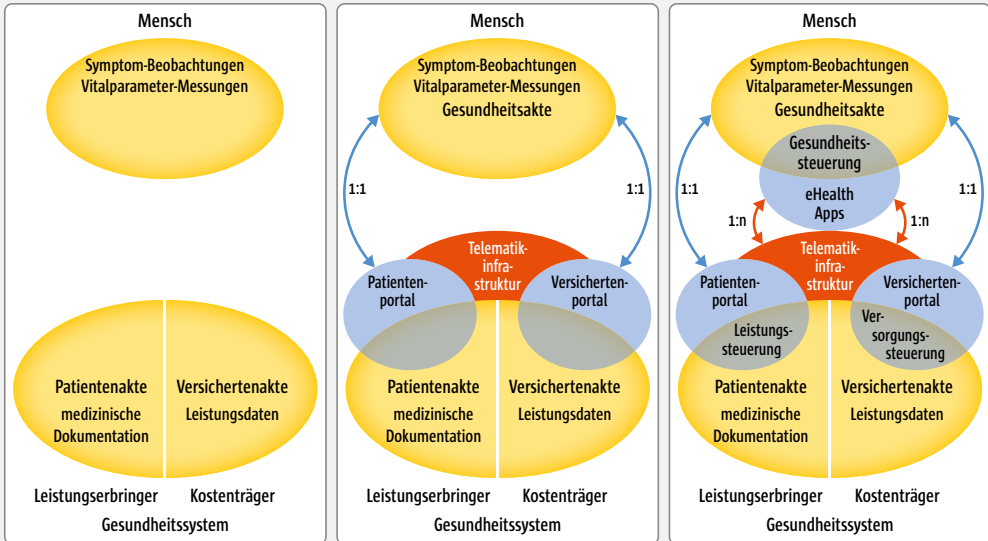 Mensch
Symptom-Beobachtungen
Vitalparameter-Messungen
Patientenakte
medizinische
Dokumentation
Versichertenakte
Leistungsdaten
Leistungserbringer
Kostenträger
Gesundheitssystem
Mensch
Symptom-Beobachtungen
Vitalparameter-Messungen
Gesundheitsakte
1:1
1:1
Telematik-
infra-
struktur
Patienten-
portal
Versicherten-
portal
Patientenakte
medizinische
Dokumentation
Versichertenakte
Leistungsdaten
Leistungserbringer
Kostenträger
Gesundheitssystem
Mensch
Symptom-Beobachtungen
Vitalparameter-Messungen
Gesundheitsakte
Gesundheits-
steuerung
eHealth
Apps
1:1
1:1
1:n
1:n
Telematik-
infra-
struktur
Patienten-
portal
Leistungs-
steuerung
Versicherten-
portal
Ver-
sorgungs-
steuerung
Patientenakte
medizinische
Dokumentation
Versichertenakte
Leistungsdaten
Leistungserbringer
Kostenträger
Gesundheitssystem